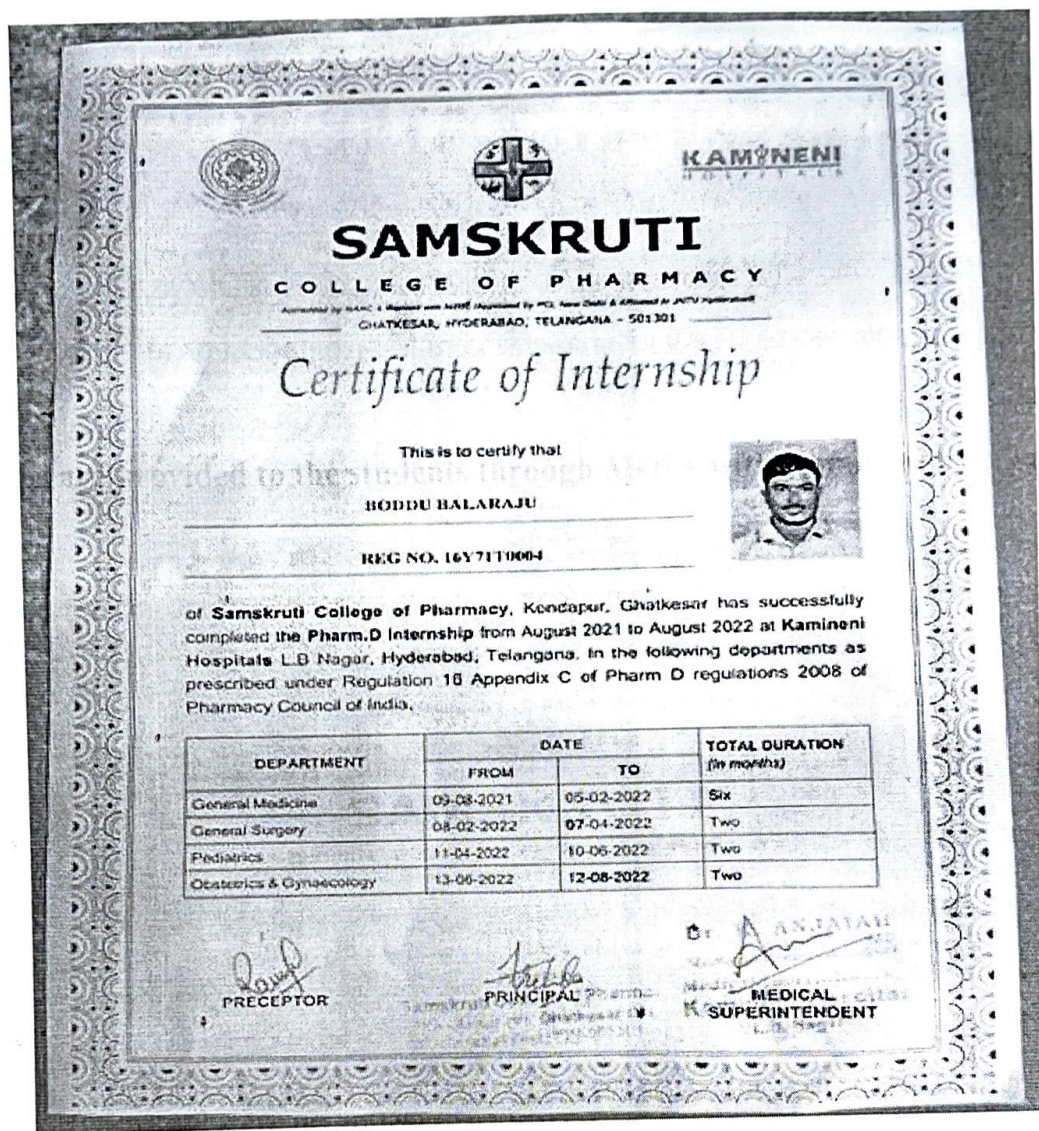 KAMINENI
HOSPITALS
SAMSKRUTI
COLLEGE OF PHARMACY
GHATKESAR, HYDERABAD, TELANGANA - 501301
Certificate of Internship
This is to certify that
BODDU BALARAJU
REG NO. 16Y71T0004
of Samskruti College of Pharmacy, Kondapur, Ghatkesar has successfully
completed the Pharm.D Internship from August 2021 to August 2022 at Kamineni
Hospitals L.B Nagar, Hyderabad, Telangana. In the following departments as
prescribed under Regulation 16 Appendix C of Pharm D regulations 2008 of
Pharmacy Council of India.
DEPARTMENT DATE TOTAL DURATION
FROM TO (in months)
General Medicine 09-08-2021 05-02-2022 Six
General Surgery 08-02-2022 07-04-2022 Two
Pediatrics 11-04-2022 10-06-2022 Two
Obstetrics & Gynaecology 13-06-2022 12-08-2022 Two
Dr. ANJAIAH
PRECEPTOR PRINCIPAL MEDICAL
SUPERINTENDENT